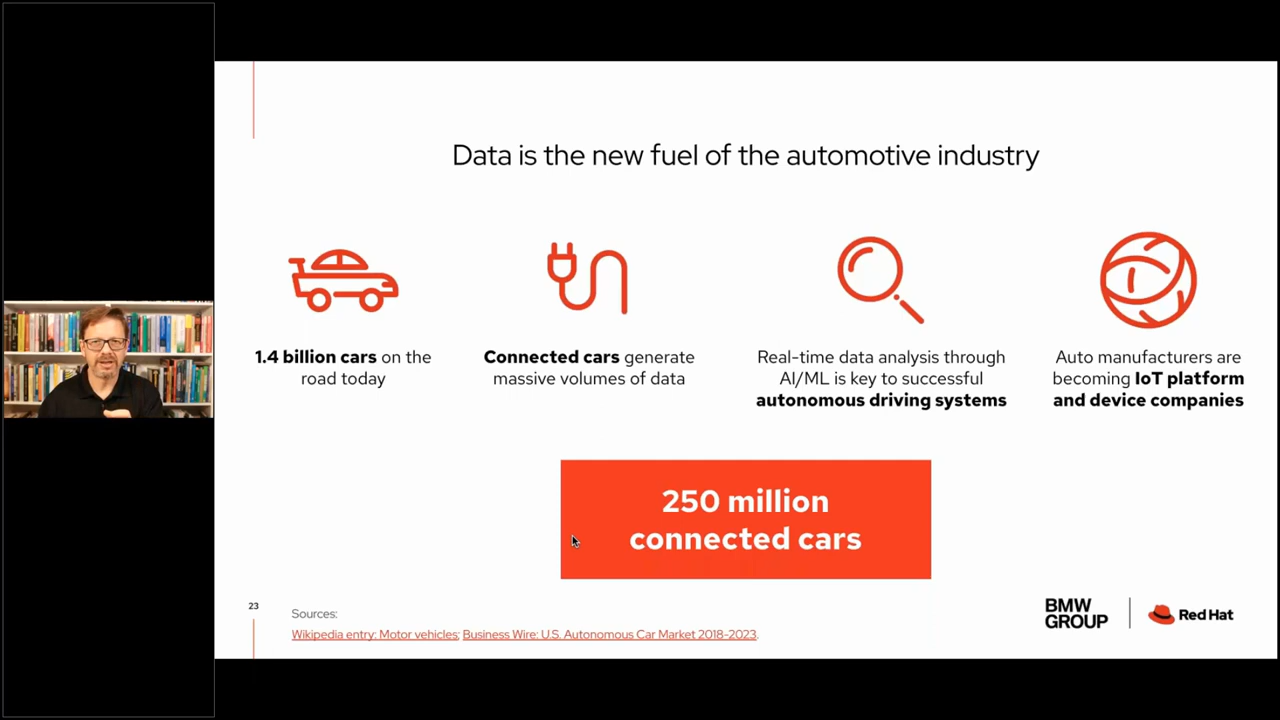 Data is the new fuel of the automotive industry
1.4 billion cars on the
road today
Connected cars generate
massive volumes of data
Real-time data analysis through
AI/ML is key to successful
autonomous driving systems
Auto manufacturers are
becoming IoT platform
and device companies
250 million
connected cars
23
Sources:
Wikipedia entry: Motor vehicles; Business Wire: U.S. Autonomous Car Market 2018-2023.
BMW
GROUP
Red Hat